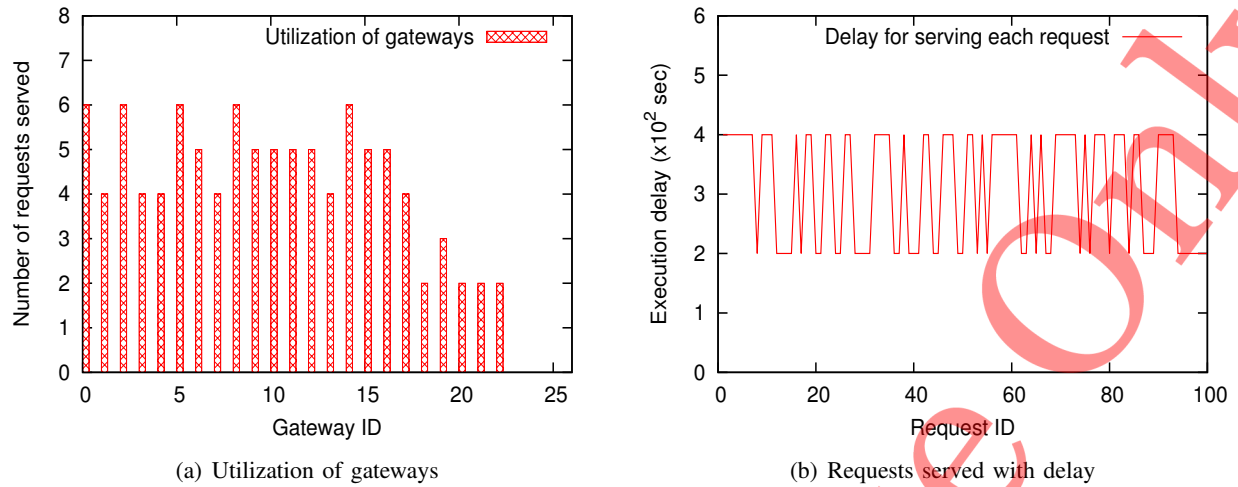 8
7
6
5
4
3
2
1
0
Number of requests served
Utilization of gateways
0 5 10 15 20 25
Gateway ID
(a) Utilization of gateways
6
5
4
3
2
1
0
Execution delay (x10² sec)
Delay for serving each request
0 20 40 60 80 100
Request ID
(b) Requests served with delay